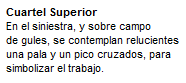 Cuartel Superior
En el siniestra, y sobre campo
de gules, se contemplan relucientes
una pala y un pico cruzados, para
simbolizar el trabajo.